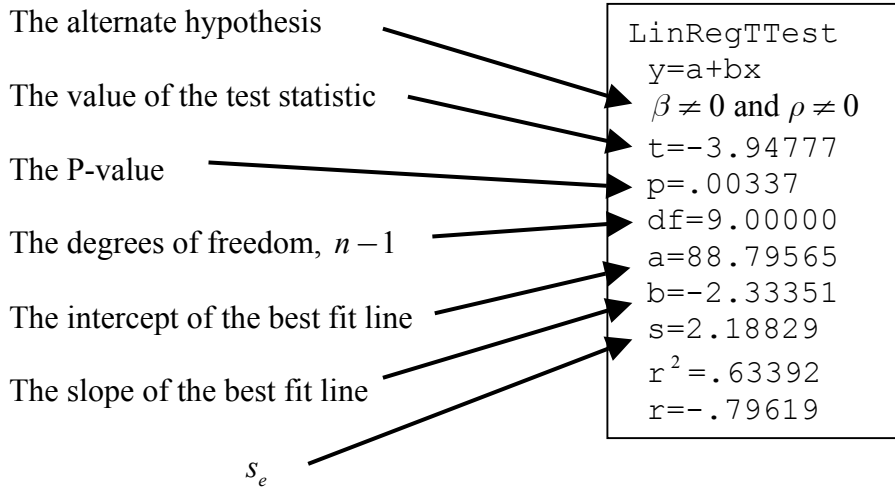 The alternate hypothesis
The value of the test statistic
The P-value
The degrees of freedom, n − 1
The intercept of the best fit line
The slope of the best fit line
sₑ
LinRegTTest
y=a+bx
β ≠ 0 and ρ ≠ 0
t=-3.94777
p=.00337
df=9.00000
a=88.79565
b=-2.33351
s=2.18829
r²=.63392
r=-.79619